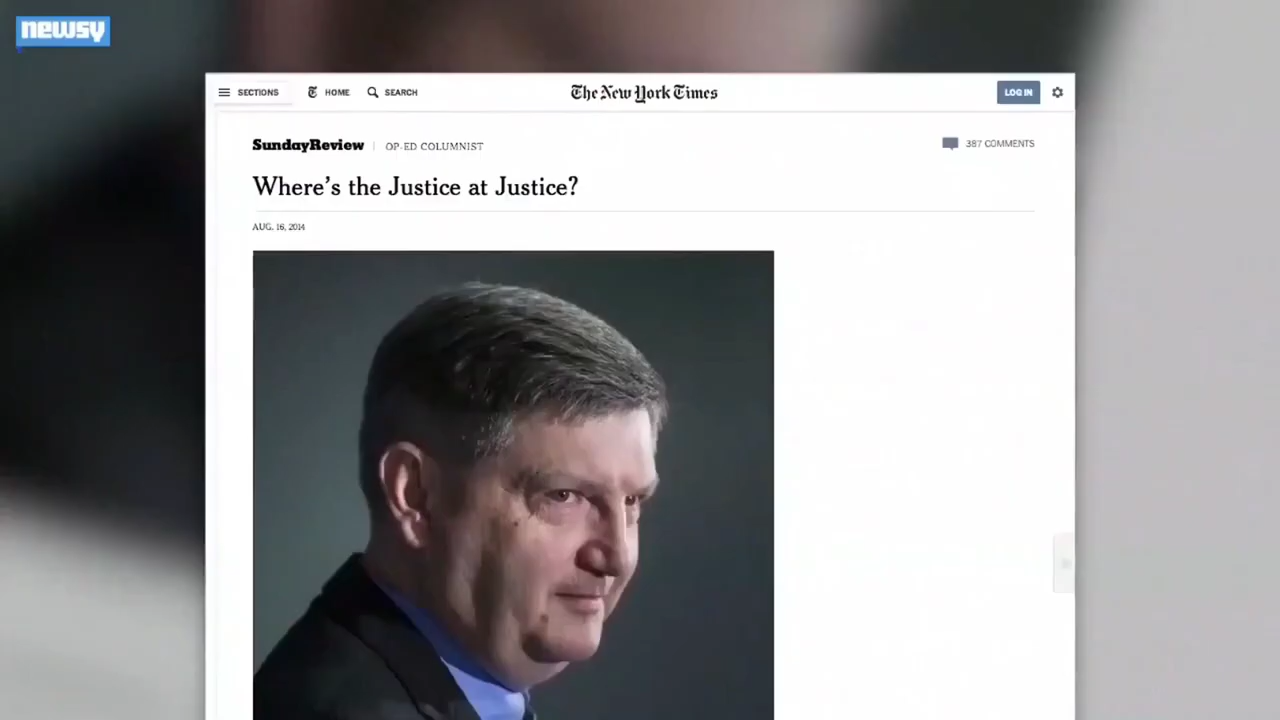 newsy
SECTIONS HOME SEARCH The New York Times LOG IN
SundayReview | OP-ED COLUMNIST 387 COMMENTS
Where's the Justice at Justice?
AUG. 16, 2014